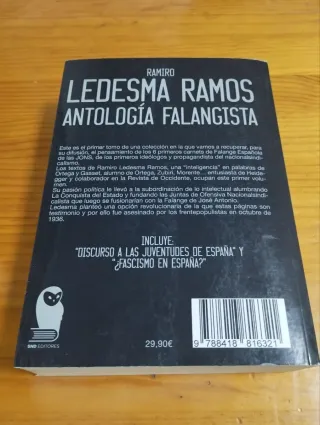 RAMIRO
LEDESMA RAMOS
ANTOLOGÍA FALANGISTA
Este es el primer tomo de una colección en la que vamos a recuperar, para
su difusión, el pensamiento de los 6 primeros carnets de Falange Española
de las JONS, de los primeros ideólogos y propagandista del nacionalsindi-
calismo.
Los textos de Ramiro Ledesma Ramos, una "inteligencia" en palabras de
Ortega y Gasset, alumno de Ortega, Zubiri, Morente... entusiasta de Heide-
gger y colaborador en la Revista de Occidente, ocupan este primer volu-
men.
Su pasión política le llevó a la subordinación de lo intelectual alumbrando
La Conquista del Estado y fundando las Juntas de Ofensiva Nacionalsindi-
calista que luego se fusionarían con la Falange de José Antonio.
Ledesma planteó una opción revolucionaria de la que estas páginas son
testimonio y por ello fue asesinado por los frentepopulistas en octubre de
1936.
INCLUYE:
"DISCURSO A LAS JUVENTUDES DE ESPAÑA" Y
"¿FASCISMO EN ESPAÑA?"
SND EDITORES
29,90€
9 788418 816321